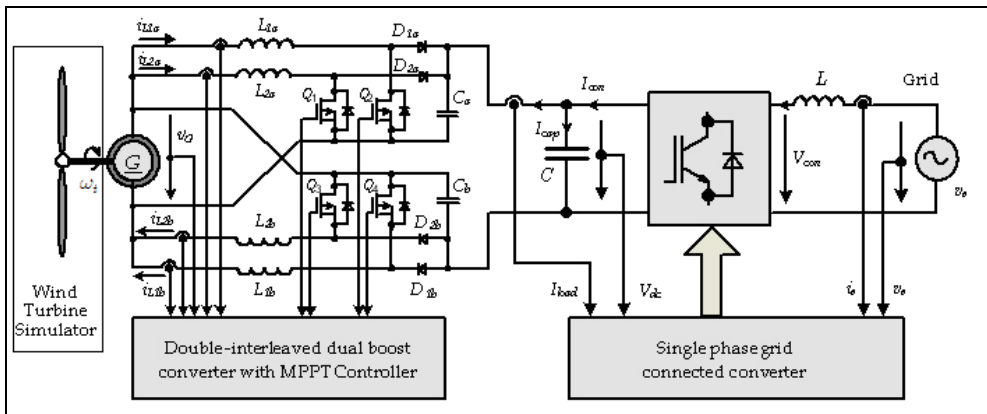 i_L1a
L_1a
D_1a
i_L2a
D_2a
L_2a
Q_1
Q_2
C_a
v_G
G
ω_t
Q_3
Q_4
C_b
L_2b
D_2b
i_L2b
L_1b
D_1b
i_L1b
Wind
Turbine
Simulator
Double-interleaved dual boost
converter with MPPT Controller
I_con
I_cap
C
L
Grid
V_con
I_load
V_dc
i_e
v_e
v_e
Single phase grid
connected converter